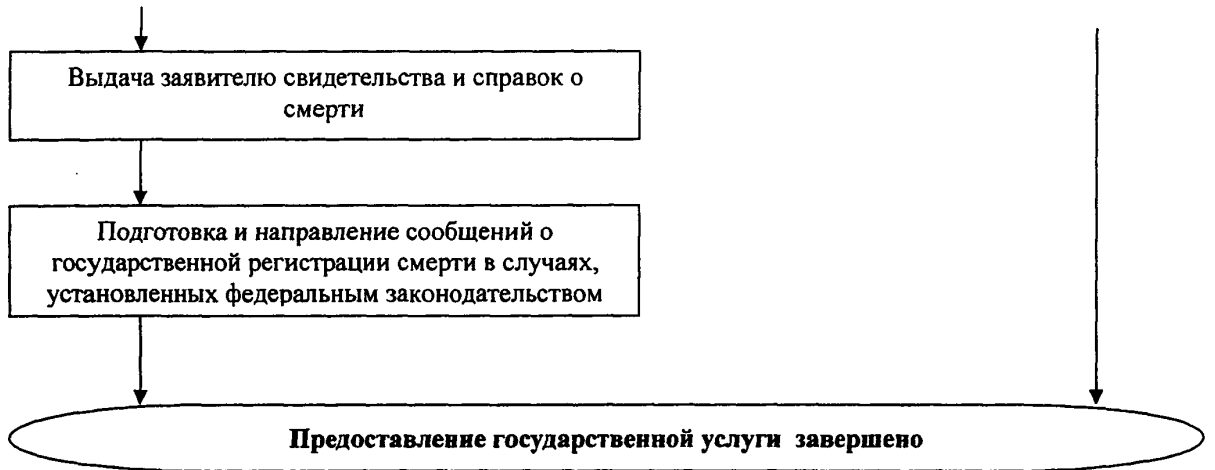 Выдача заявителю свидетельства и справок о
смерти
Подготовка и направление сообщений о
государственной регистрации смерти в случаях,
установленных федеральным законодательством
Предоставление государственной услуги завершено